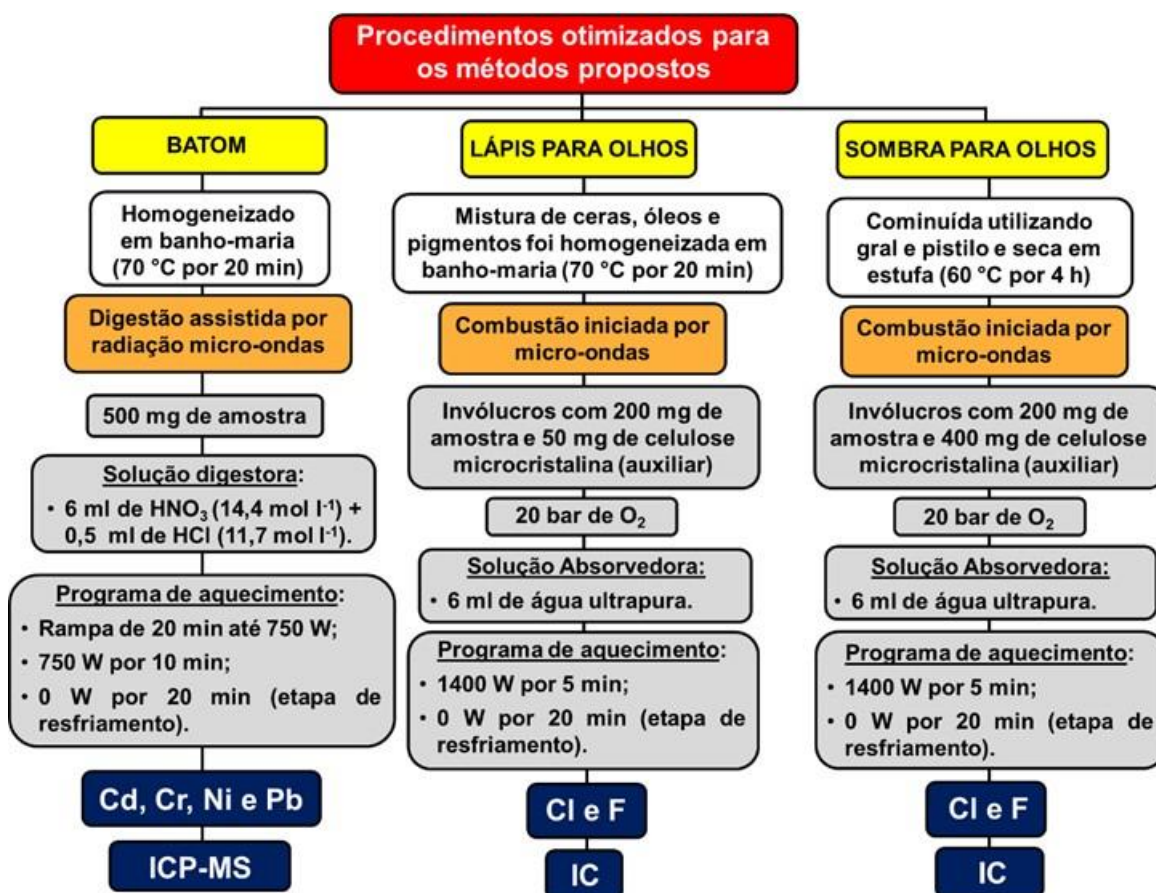 Procedimentos otimizados para
os métodos propostos
BATOM
Homogeneizado
em banho-maria
(70 °C por 20 min)
Digestão assistida por
radiação micro-ondas
500 mg de amostra
Solução digestora:
• 6 ml de HNO₃ (14,4 mol l⁻¹) +
0,5 ml de HCl (11,7 mol l⁻¹).
Programa de aquecimento:
• Rampa de 20 min até 750 W;
• 750 W por 10 min;
• 0 W por 20 min (etapa de
resfriamento).
Cd, Cr, Ni e Pb
ICP-MS
LÁPIS PARA OLHOS
Mistura de ceras, óleos e
pigmentos foi homogeneizada em
banho-maria (70 °C por 20 min)
Combustão iniciada por
micro-ondas
Invólucros com 200 mg de
amostra e 50 mg de celulose
microcristalina (auxiliar)
20 bar de O₂
Solução Absorvedora:
• 6 ml de água ultrapura.
Programa de aquecimento:
• 1400 W por 5 min;
• 0 W por 20 min (etapa de
resfriamento).
Cl e F
IC
SOMBRA PARA OLHOS
Cominuída utilizando
gral e pistilo e seca em
estufa (60 °C por 4 h)
Combustão iniciada por
micro-ondas
Invólucros com 200 mg de
amostra e 400 mg de celulose
microcristalina (auxiliar)
20 bar de O₂
Solução Absorvedora:
• 6 ml de água ultrapura.
Programa de aquecimento:
• 1400 W por 5 min;
• 0 W por 20 min (etapa de
resfriamento).
Cl e F
IC